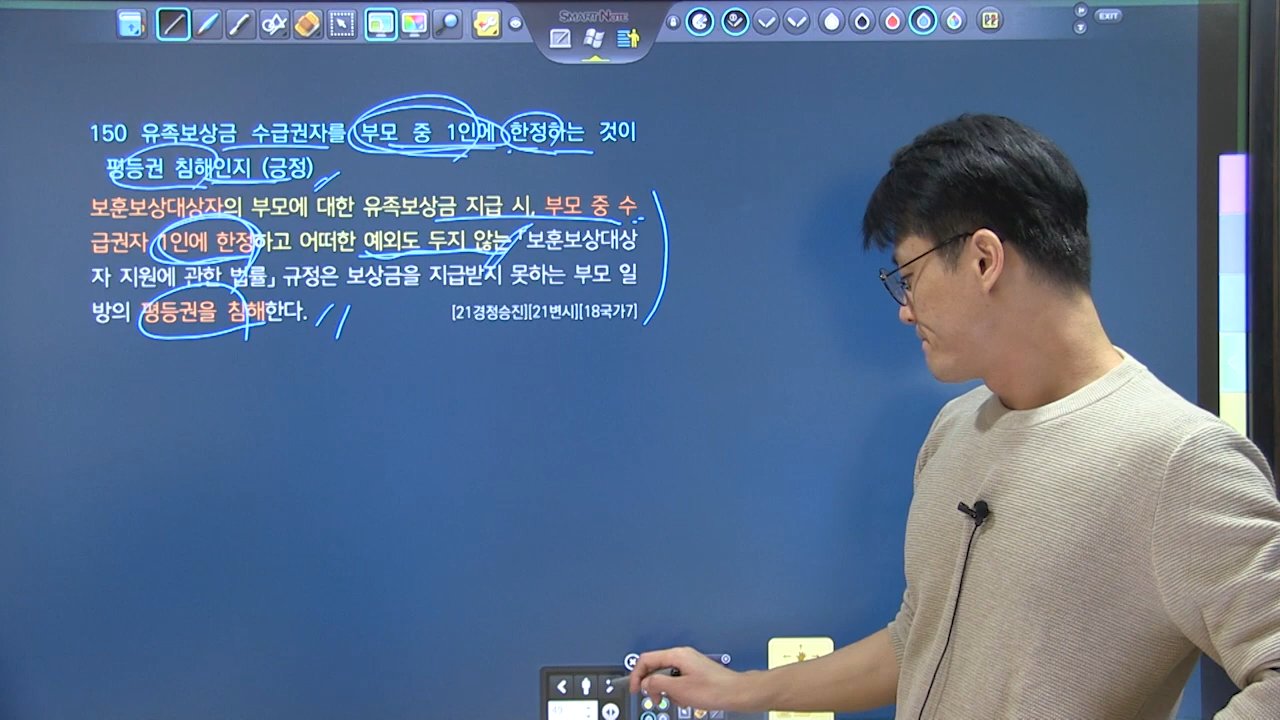 SMARTNOTE
EXIT
150 유족보상금 수급권자를 부모 중 1인에 한정하는 것이
평등권 침해인지 (긍정)
보훈보상대상자의 부모에 대한 유족보상금 지급 시, 부모 중 수
급권자 1인에 한정하고 어떠한 예외도 두지 않는 「보훈보상대상
자 지원에 관한 법률」 규정은 보상금을 지급받지 못하는 부모 일
방의 평등권을 침해한다.
[21경정승진][21변시][18국가7]